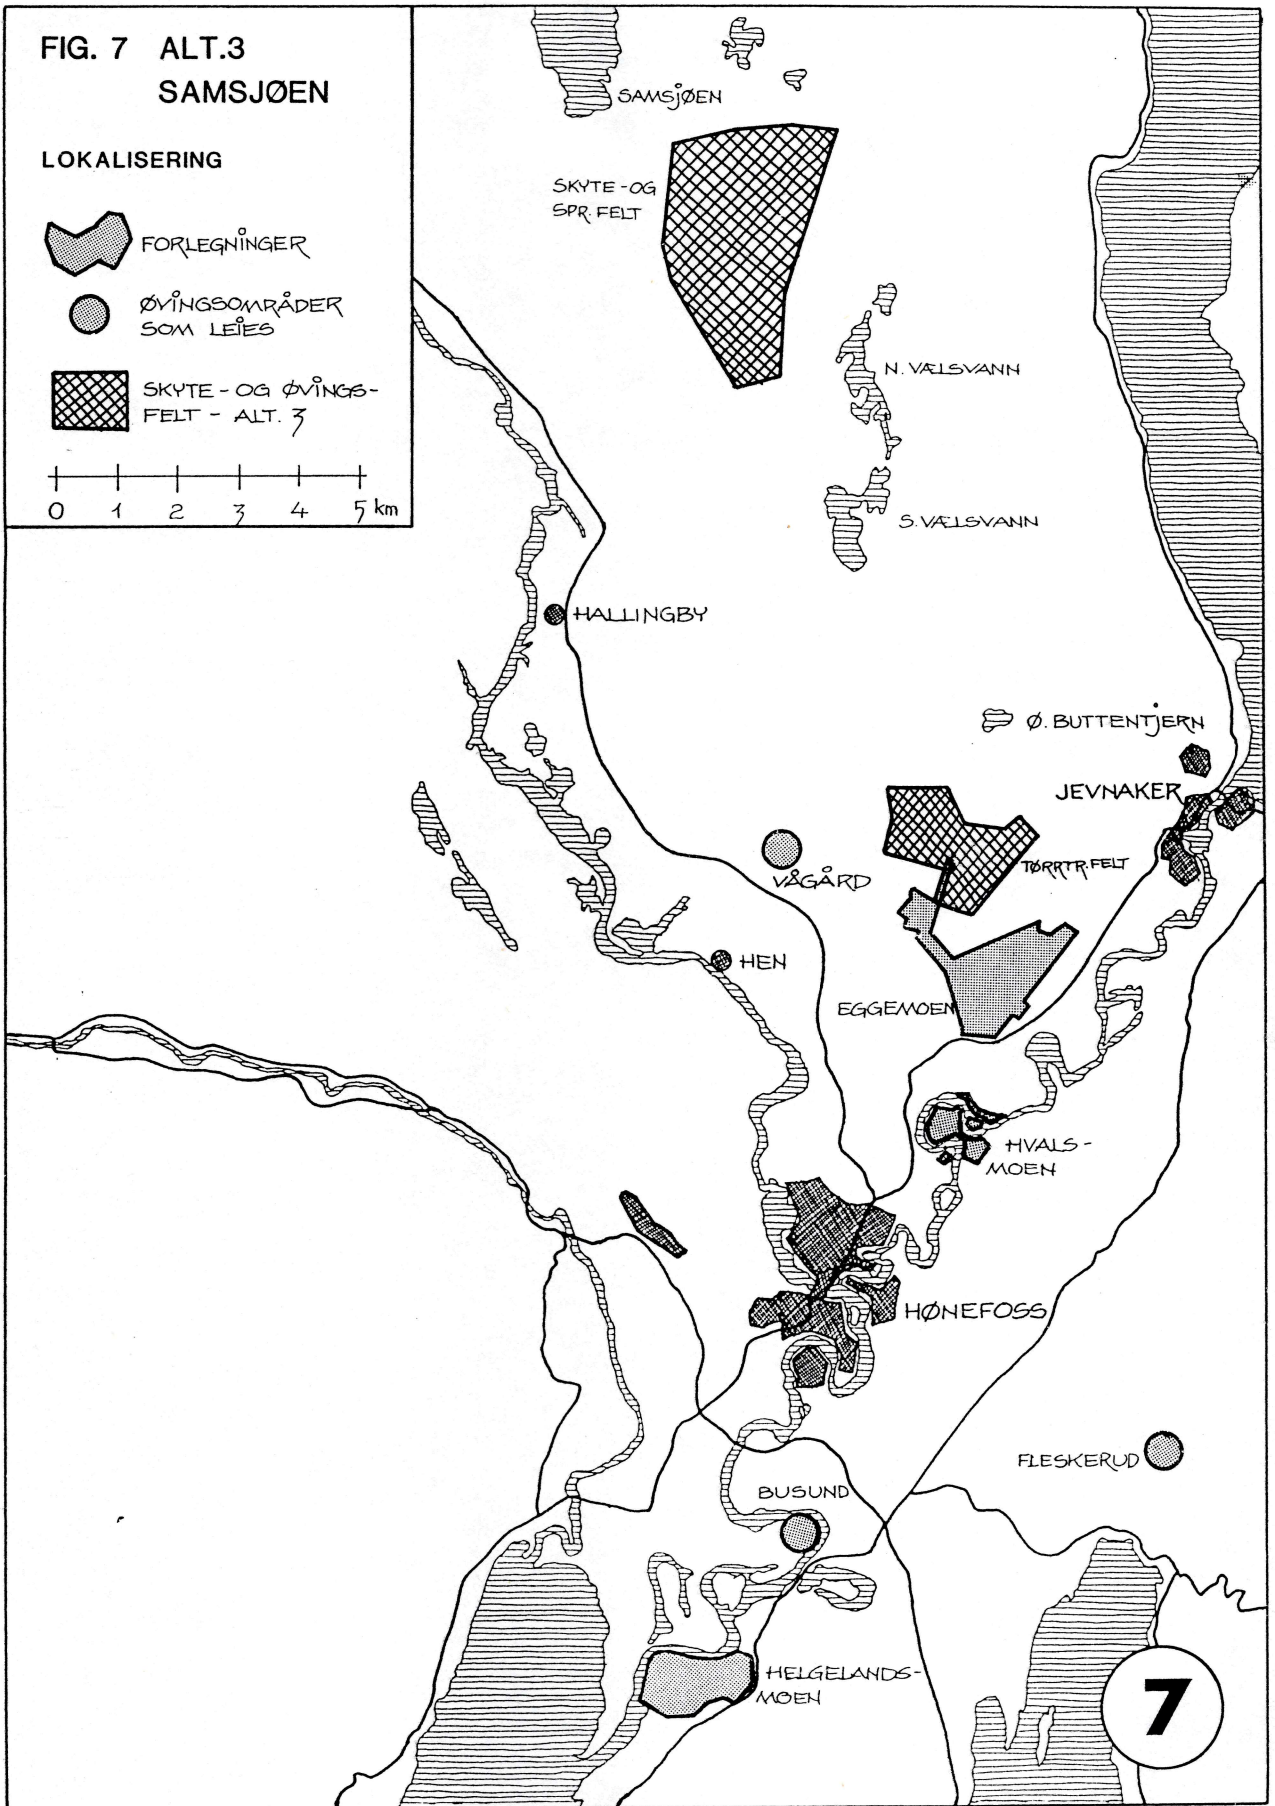 FIG. 7 ALT.3
SAMSJØEN
LOKALISERING
FORLEGNINGER
ØVINGSOMRÅDER
SOM LEIES
SKYTE - OG ØVINGS-
FELT - ALT. 3
0 1 2 3 4 5 km
SAMSJØEN
SKYTE - OG
SPR. FELT
N. VÆLSVANN
S. VÆLSVANN
HALLINGBY
Ø. BUTTENTJERN
JEVNAKER
TØRRTR. FELT
VÅGÅRD
HEN
EGGEMOEN
HVALS-
MOEN
HØNEFOSS
FLESKERUD
BUSUND
HELGELANDS-
MOEN
7